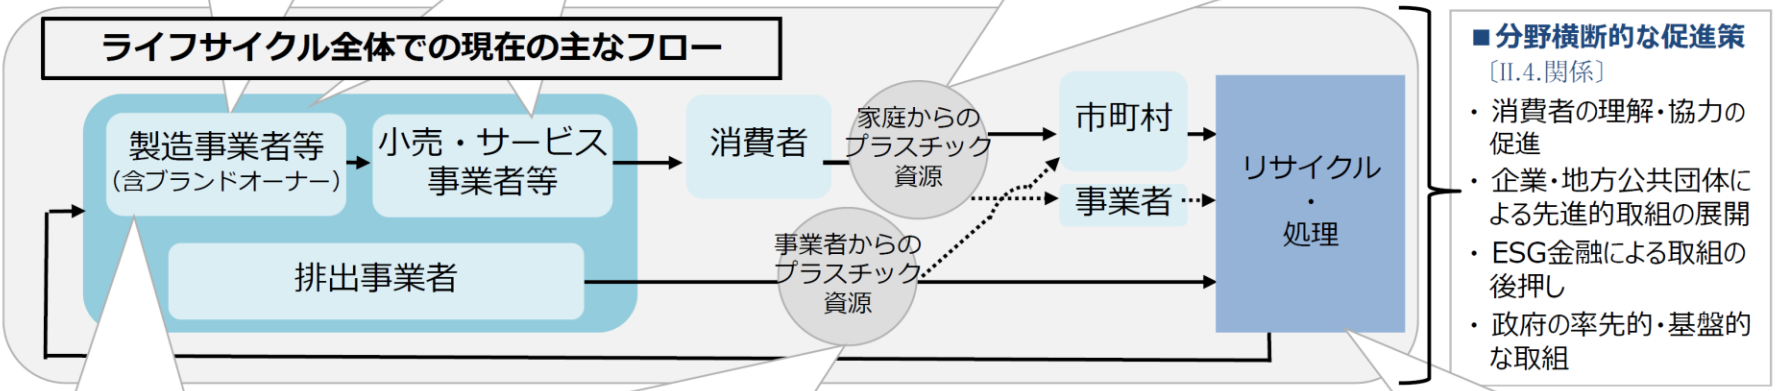 ライフサイクル全体での現在の主なフロー
製造事業者等
（含ブランドオーナー）
小売・サービス
事業者等
消費者
家庭からの
プラスチック
資源
市町村
事業者
リサイクル
・
処理
排出事業者
事業者からの
プラスチック
資源
■分野横断的な促進策
〔II.4.関係〕
・ 消費者の理解・協力の
促進
・ 企業・地方公共団体に
よる先進的取組の展開
・ ESG金融による取組の
後押し
・ 政府の率先的・基盤的
な取組